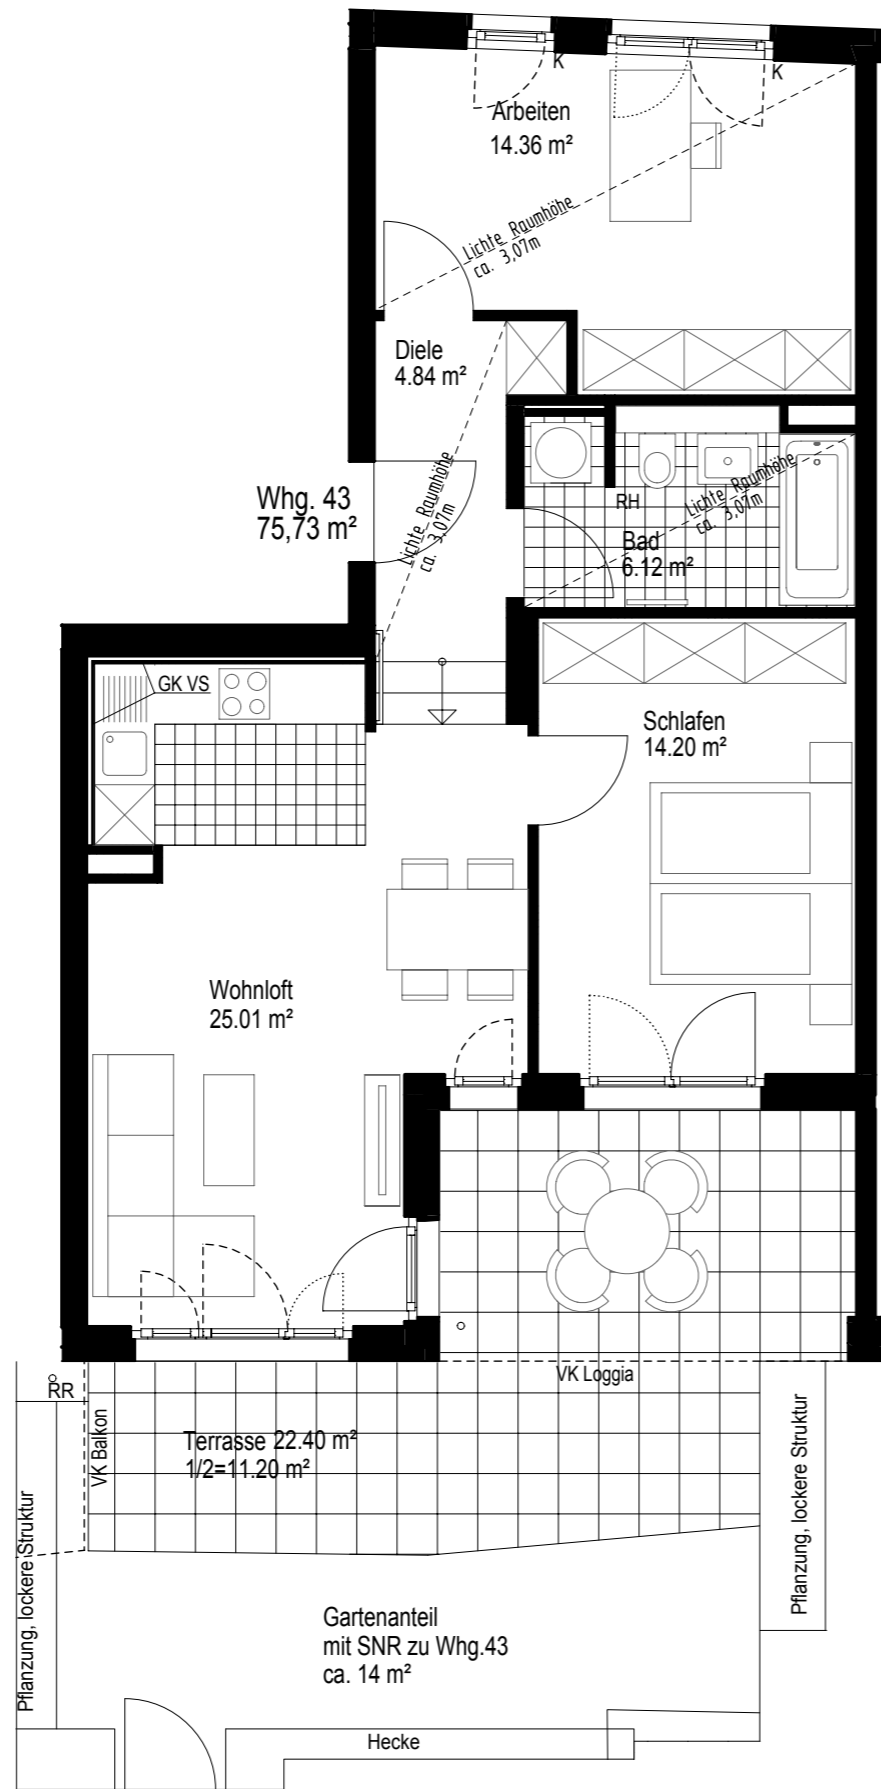 K
K
Arbeiten
14.36 m²
Lichte Raumhöhe
ca. 3,07m
Diele
4.84 m²
Lichte Raumhöhe
ca. 3,07m
Whg. 43
75,73 m²
RH
Lichte Raumhöhe
ca. 3,07m
Bad
6.12 m²
GK VS
Schlafen
14.20 m²
Wohnloft
25.01 m²
VK Loggia
RR
VK Balkon
Terrasse 22.40 m²
1/2=11.20 m²
Pflanzung, lockere Struktur
Pflanzung, lockere Struktur
Gartenanteil
mit SNR zu Whg.43
ca. 14 m²
Hecke